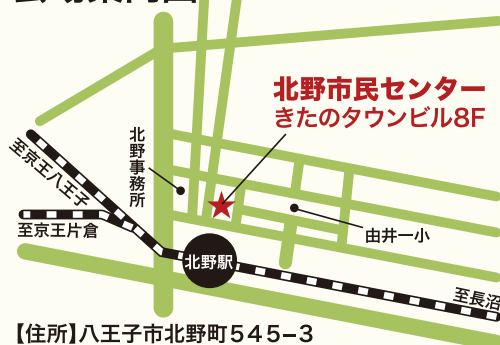 北野市民センター
きたのタウンビル8F
北野事務所
至京王八王子
至京王片倉
由井一小
北野駅
至長沼
【住所】八王子市北野町545−3